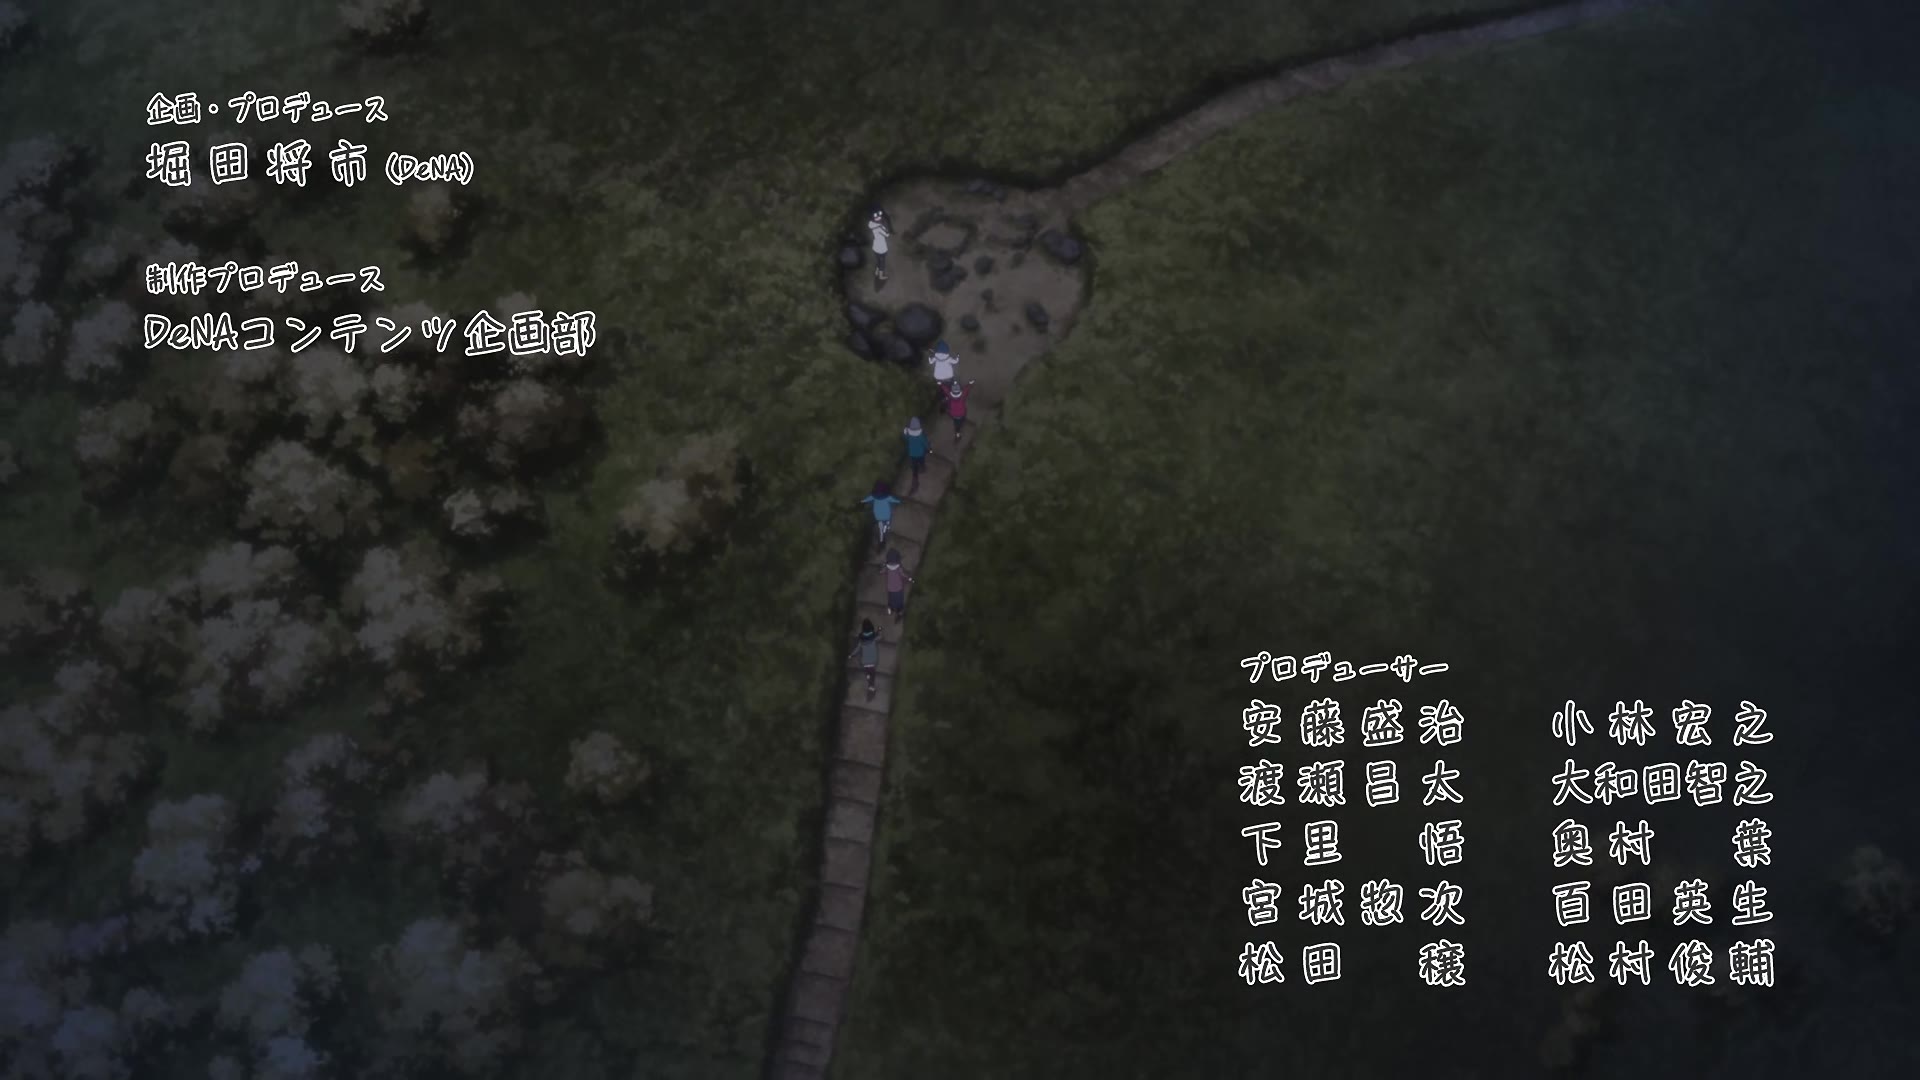 企画・プロデュース
堀田将市(DeNA)
制作プロデュース
DeNAコンテンツ企画部
プロデューサー
安藤盛治 小林宏之
渡瀬昌太 大和田智之
下里 悟 奥村 葉
宮城惣次 百田英生
松田 穣 松村俊輔